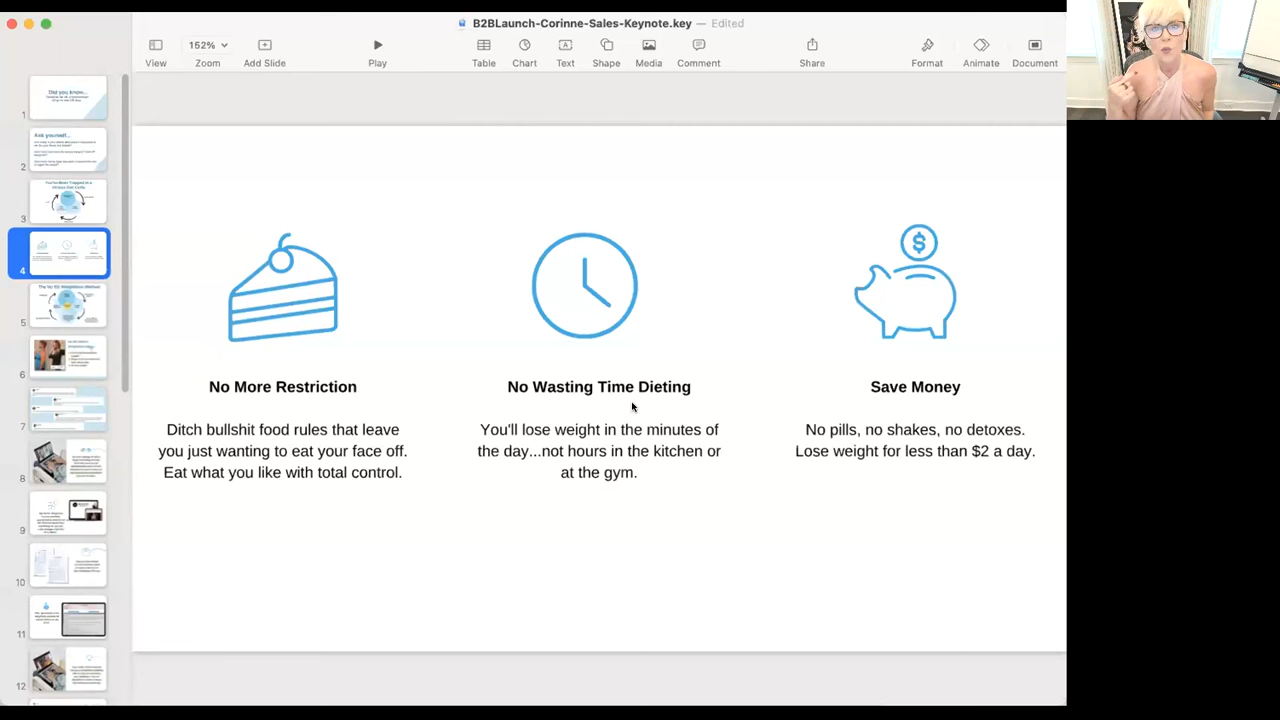 B2BLaunch-Corinne-Sales-Keynote.key — Edited
152%
View
Zoom
Add Slide
Play
Table
Chart
Text
Shape
Media
Comment
Share
Format
Animate
Document
Did you know...
1
Ask yourself...
2
3
4
5
6
7
8
9
10
11
12
No More Restriction
Ditch bullshit food rules that leave
you just wanting to eat your face off.
Eat what you like with total control.
No Wasting Time Dieting
You'll lose weight in the minutes of
the day...not hours in the kitchen or
at the gym.
Save Money
No pills, no shakes, no detoxes.
Lose weight for less than $2 a day.